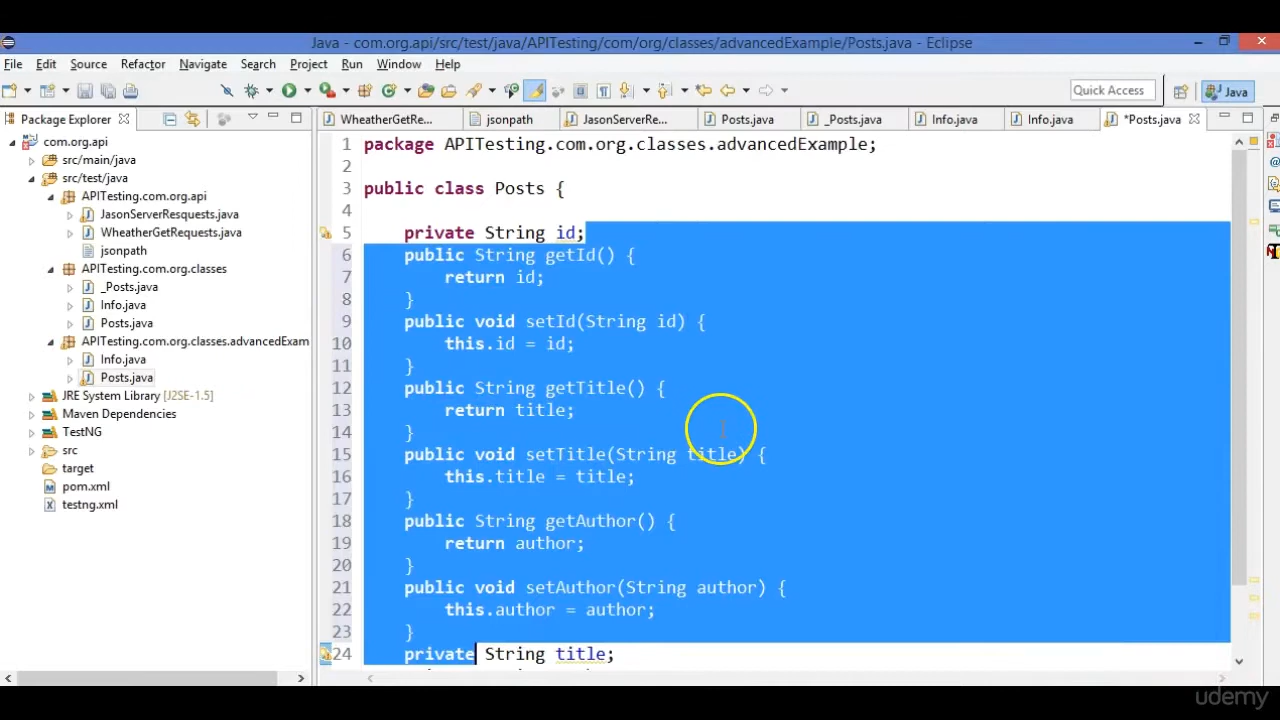 Java - com.org.api/src/test/java/APITesting/com/org/classes/advancedExample/Posts.java - Eclipse
File Edit Source Refactor Navigate Search Project Run Window Help
Quick Access Java
Package Explorer
WheatherGetRe... jsonpath JasonServerRe... Posts.java _Posts.java Info.java Info.java *Posts.java
com.org.api
src/main/java
src/test/java
APITesting.com.org.api
JasonServerResquests.java
WheatherGetRequests.java
jsonpath
APITesting.com.org.classes
_Posts.java
Info.java
Posts.java
APITesting.com.org.classes.advancedExam
Info.java
Posts.java
JRE System Library [J2SE-1.5]
Maven Dependencies
TestNG
src
target
pom.xml
testng.xml
1 package APITesting.com.org.classes.advancedExample;
2
3 public class Posts {
4
5 private String id;
6 public String getId() {
7 return id;
8 }
9 public void setId(String id) {
10 this.id = id;
11 }
12 public String getTitle() {
13 return title;
14 }
15 public void setTitle(String title) {
16 this.title = title;
17 }
18 public String getAuthor() {
19 return author;
20 }
21 public void setAuthor(String author) {
22 this.author = author;
23 }
24 private String title;
udemy